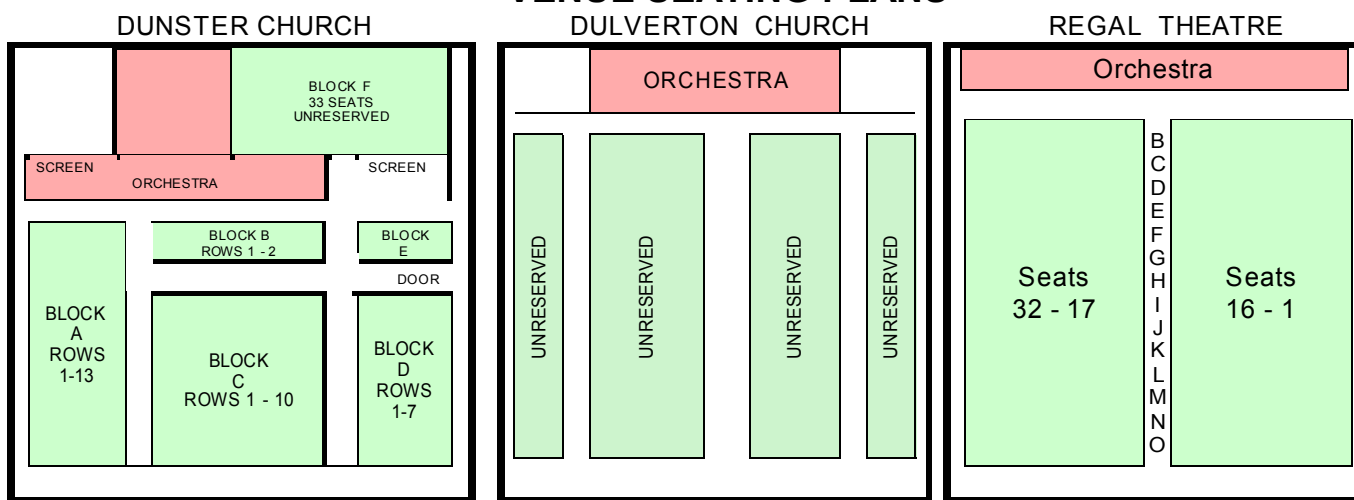 VENUE SEATING PLANS
DUNSTER CHURCH
BLOCK F
33 SEATS
UNRESERVED
SCREEN
SCREEN
ORCHESTRA
BLOCK B
ROWS 1 - 2
BLOCK
E
DOOR
BLOCK
A
ROWS
1-13
BLOCK
C
ROWS 1 - 10
BLOCK
D
ROWS
1-7
DULVERTON CHURCH
ORCHESTRA
UNRESERVED
UNRESERVED
UNRESERVED
UNRESERVED
REGAL THEATRE
Orchestra
Seats
32 - 17
B
C
D
E
F
G
H
I
J
K
L
M
N
O
Seats
16 - 1